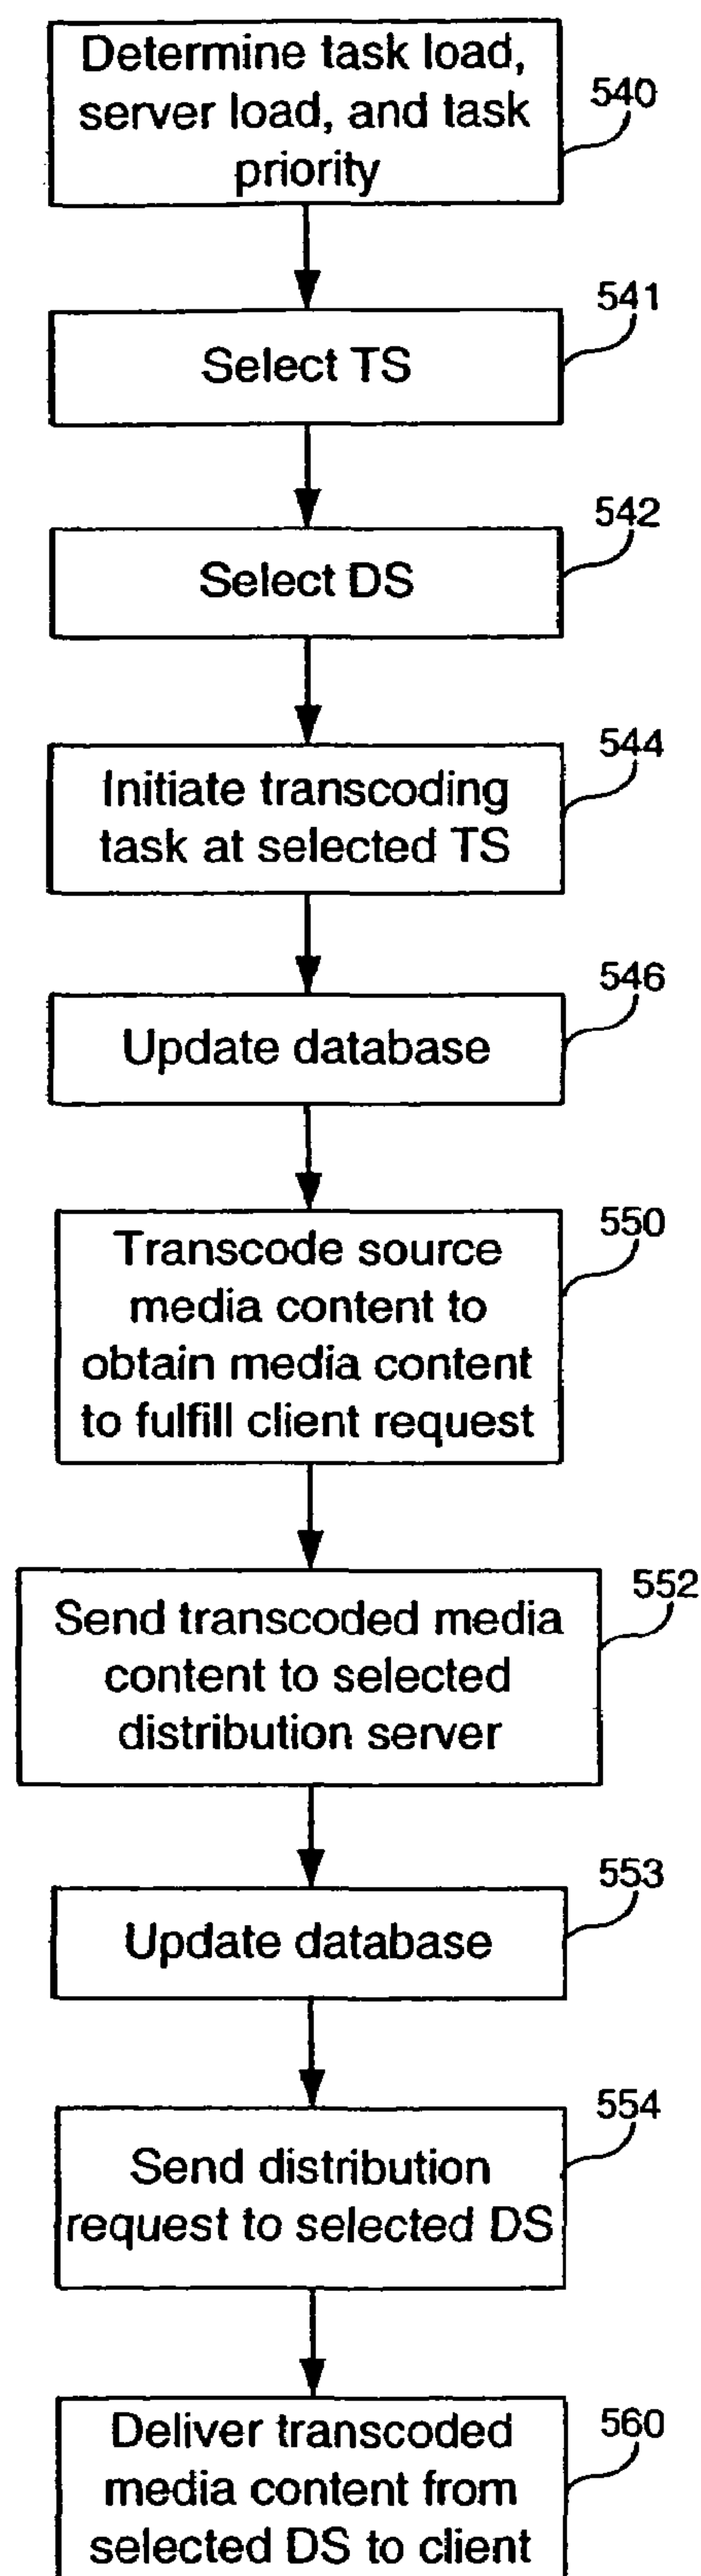 Determine task load,
server load, and task
priority
540
Select TS
541
Select DS
542
Initiate transcoding
task at selected TS
544
Update database
546
Transcode source
media content to
obtain media content
to fulfill client request
550
Send transcoded media
content to selected
distribution server
552
Update database
553
Send distribution
request to selected DS
554
Deliver transcoded
media content from
selected DS to client
560